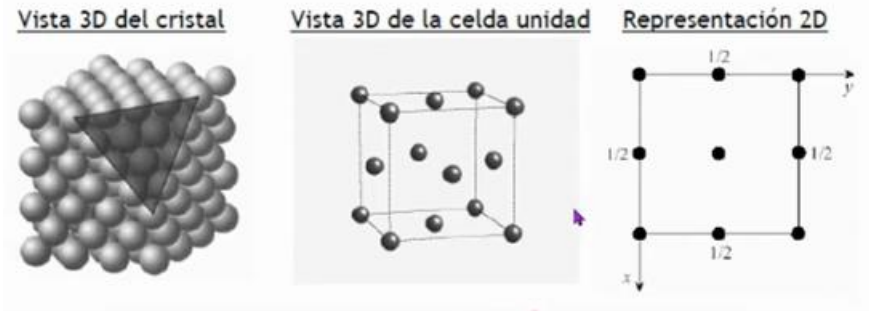 Vista 3D del cristal
Vista 3D de la celda unidad
Representación 2D
1/2
y
1/2
1/2
1/2
x